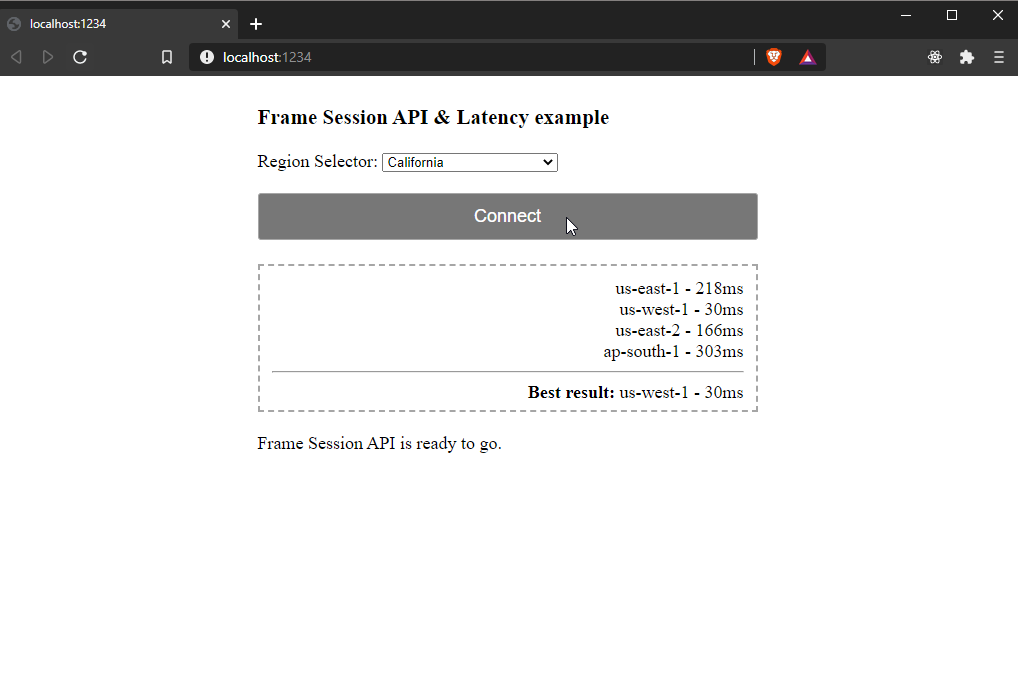 localhost:1234
localhost:1234
Frame Session API & Latency example
Region Selector: California
Connect
us-east-1 - 218ms
us-west-1 - 30ms
us-east-2 - 166ms
ap-south-1 - 303ms
Best result: us-west-1 - 30ms
Frame Session API is ready to go.